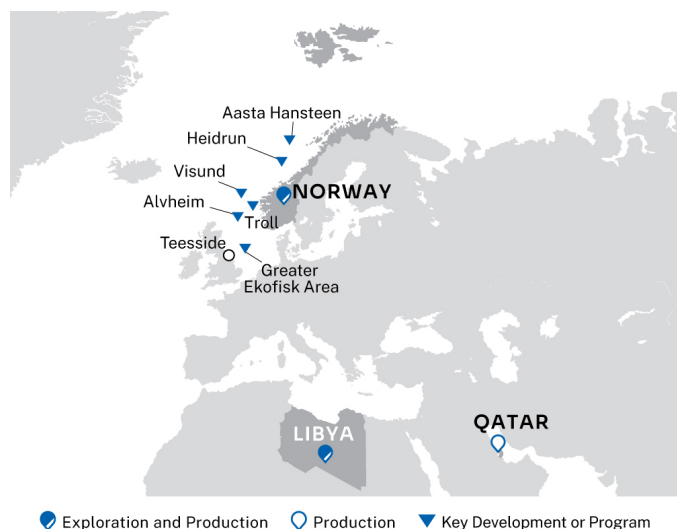 Aasta Hansteen
Heidrun
Visund
NORWAY
Alvheim
Troll
Teesside
Greater
Ekofisk Area
QATAR
LIBYA
Exploration and Production
Production
Key Development or Program